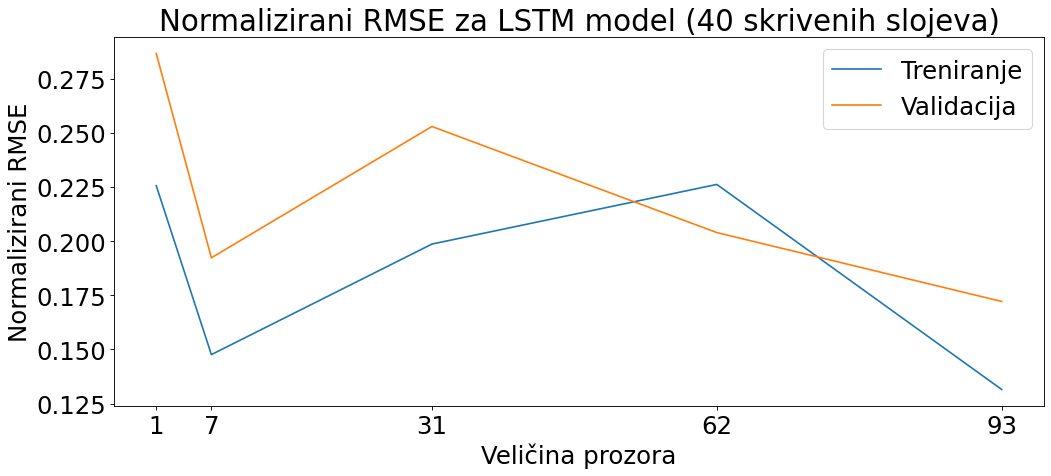 Normalizirani RMSE za LSTM model (40 skrivenih slojeva)
Normalizirani RMSE
0.275
0.250
0.225
0.200
0.175
0.150
0.125
Treniranje
Validacija
1 7 31 62 93
Veličina prozora